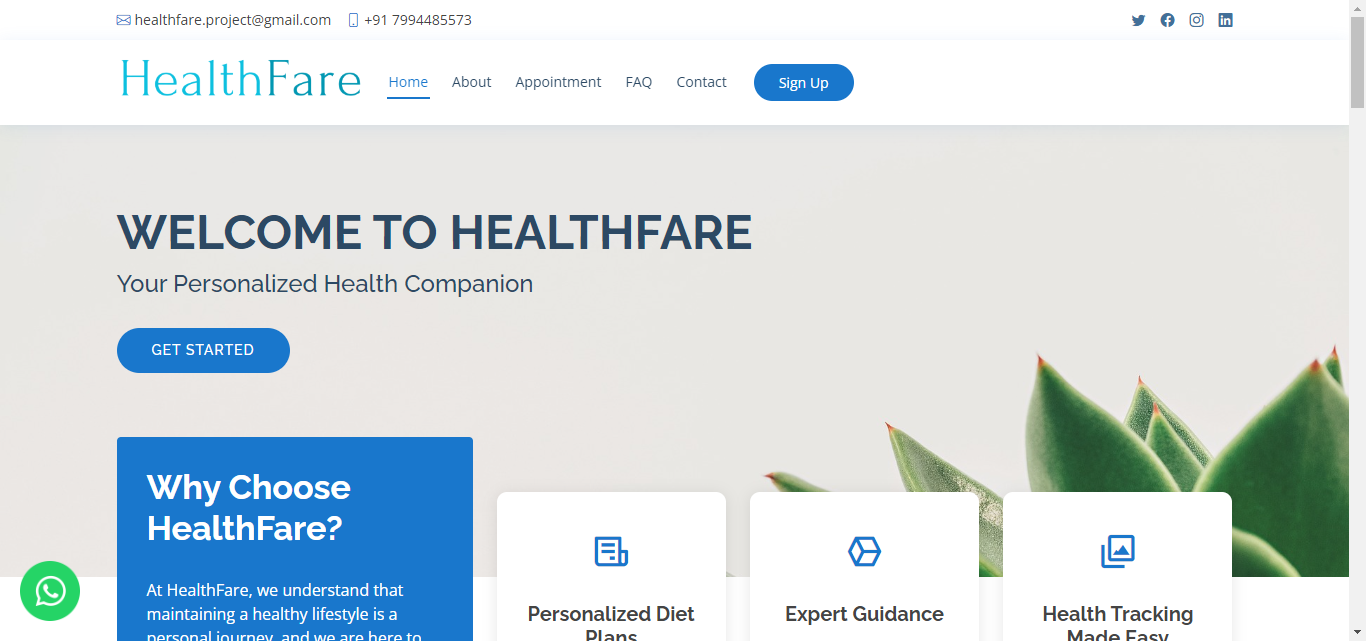 healthfare.project@gmail.com +91 7994485573
HealthFare
Home About Appointment FAQ Contact Sign Up
WELCOME TO HEALTHFARE
Your Personalized Health Companion
GET STARTED
Why Choose
HealthFare?
At HealthFare, we understand that
maintaining a healthy lifestyle is a
personal journey, and we are here to
Personalized Diet
Plans
Expert Guidance
Health Tracking
Made Easy